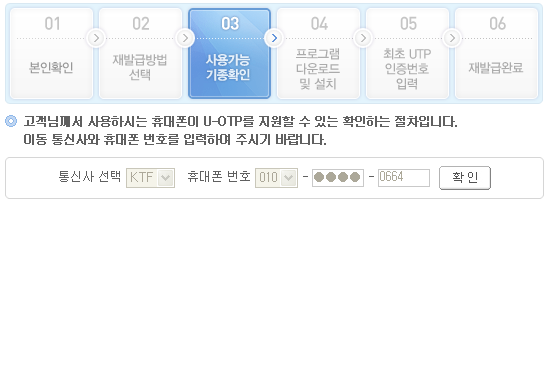 01 02 03 04 05 06
본인확인
재발급방법
선택
사용가능
기종확인
프로그램
다운로드
및 설치
최초 UTP
인증번호
입력
재발급완료
고객님께서 사용하시는 휴대폰이 U-OTP를 지원할 수 있는 확인하는 절차입니다.
이동 통신사와 휴대폰 번호를 입력하여 주시기 바랍니다.
통신사 선택 KTF 휴대폰 번호 010 - ●●●● - 0664 확인